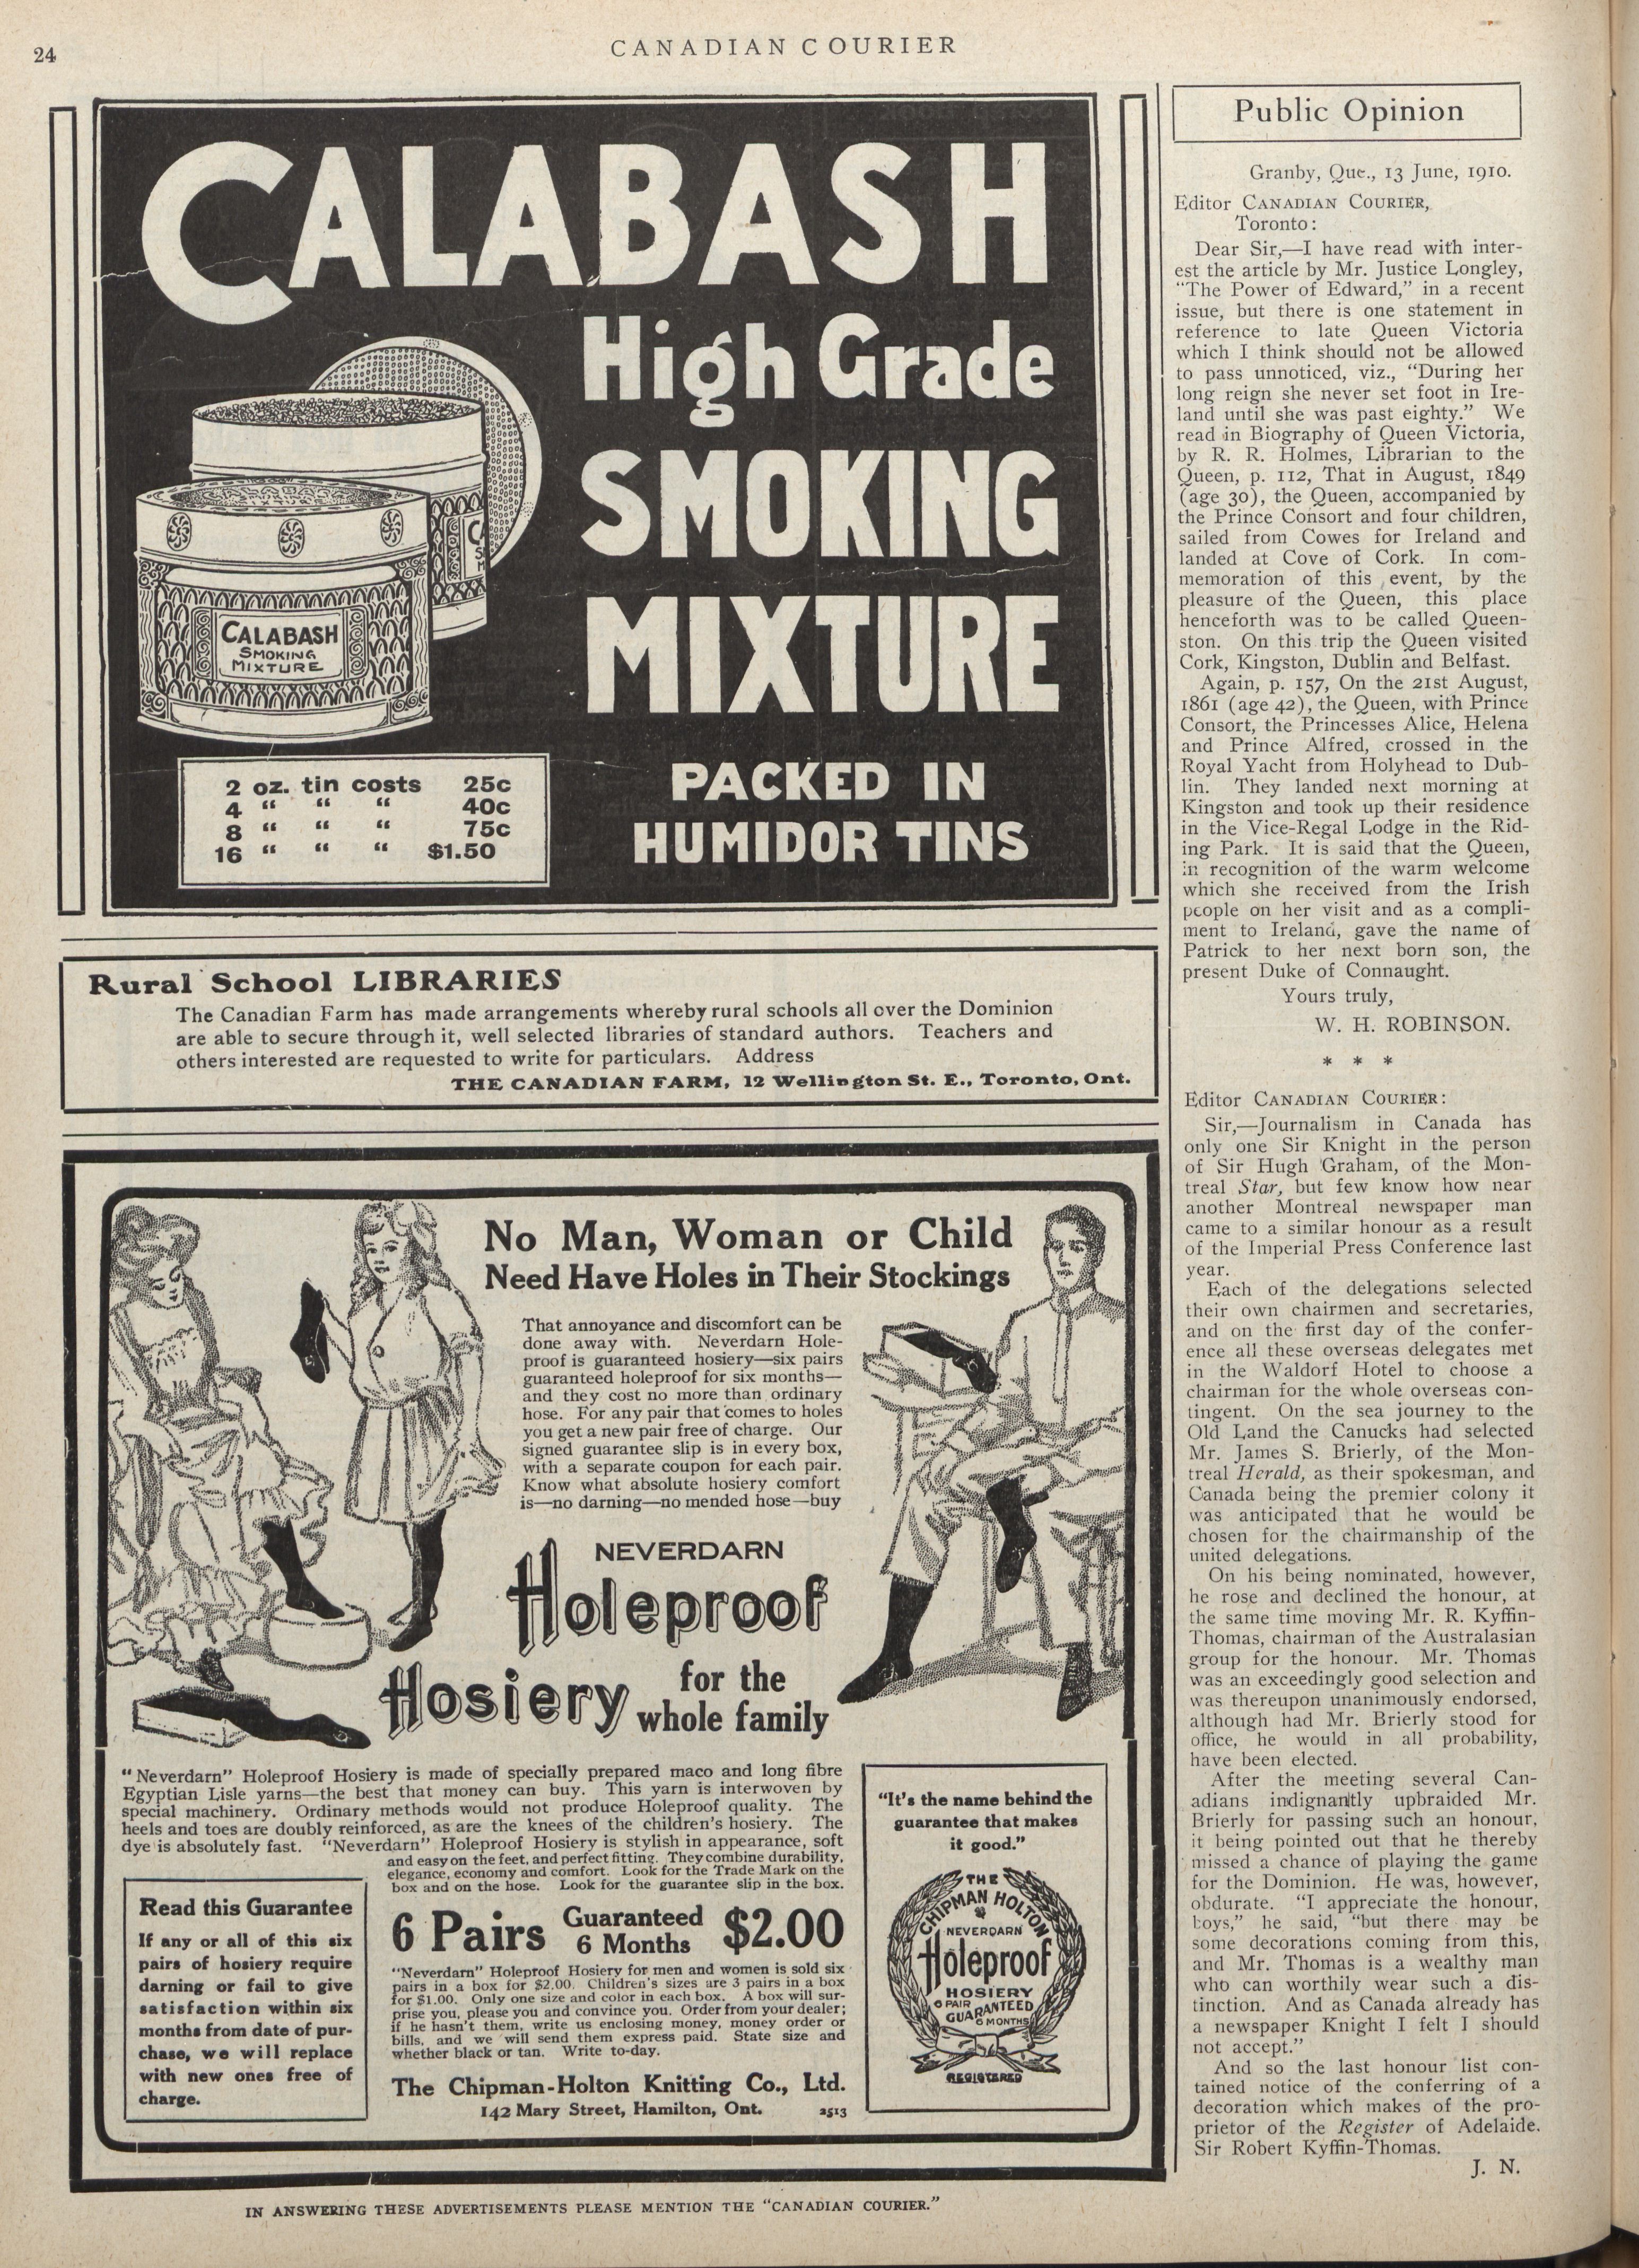 24
CANADIAN COURIER
CALABASH
High Grade
SMOKING
MIXTURE
CALABASH
SMOKING
MIXTURE
2 oz. tin costs 25c
4 “ “ “ 40c
8 “ “ “ 75c
16 “ “ “ $1.50
PACKED IN
HUMIDOR TINS
Rural School LIBRARIES
The Canadian Farm has made arrangements whereby rural schools all over the Dominion
are able to secure through it, well selected libraries of standard authors. Teachers and
others interested are requested to write for particulars. Address
THE CANADIAN FARM, 12 Wellington St. E., Toronto, Ont.
No Man, Woman or Child
Need Have Holes in Their Stockings
That annoyance and discomfort can be
done away with. Neverdarn Hole-
proof is guaranteed hosiery—six pairs
guaranteed holeproof for six months—
and they cost no more than ordinary
hose. For any pair that comes to holes
you get a new pair free of charge. Our
signed guarantee slip is in every box,
with a separate coupon for each pair.
Know what absolute hosiery comfort
is—no darning—no mended hose—buy
NEVERDARN
Holeproof
Hosiery
for the
whole family
“Neverdarn” Holeproof Hosiery is made of specially prepared maco and long fibre
Egyptian Lisle yarns—the best that money can buy. This yarn is interwoven by
special machinery. Ordinary methods would not produce Holeproof quality. The
heels and toes are doubly reinforced, as are the knees of the children's hosiery. The
dye is absolutely fast. “Neverdarn” Holeproof Hosiery is stylish in appearance, soft
and easy on the feet, and perfect fitting. They combine durability,
elegance, economy and comfort. Look for the Trade Mark on the
box and on the hose. Look for the guarantee slip in the box.
Read this Guarantee
If any or all of this six
pairs of hosiery require
darning or fail to give
satisfaction within six
months from date of pur-
chase, we will replace
with new ones free of
charge.
6 Pairs Guaranteed
6 Months $2.00
“Neverdarn” Holeproof Hosiery for men and women is sold six
pairs in a box for $2.00. Children's sizes are 3 pairs in a box
for $1.00. Only one size and color in each box. A box will sur-
prise you, please you and convince you. Order from your dealer;
if he hasn't them, write us enclosing money, money order or
bills, and we will send them express paid. State size and
whether black or tan. Write to-day.
The Chipman-Holton Knitting Co., Ltd.
142 Mary Street, Hamilton, Ont. 2513
“It's the name behind the
guarantee that makes
it good.”
THE
CHIPMAN HOLTON
NEVERDARN
Holeproof
HOSIERY
6 PAIR
GUARANTEED
6 MONTHS
REGISTERED
IN ANSWERING THESE ADVERTISEMENTS PLEASE MENTION THE “CANADIAN COURIER.”
Public Opinion
Granby, Que., 13 June, 1910.
Editor CANADIAN COURIER,
Toronto:
Dear Sir,—I have read with inter-
est the article by Mr. Justice Longley,
“The Power of Edward,” in a recent
issue, but there is one statement in
reference to late Queen Victoria
which I think should not be allowed
to pass unnoticed, viz., “During her
long reign she never set foot in Ire-
land until she was past eighty.” We
read in Biography of Queen Victoria,
by R. R. Holmes, Librarian to the
Queen, p. 112, That in August, 1849
(age 30), the Queen, accompanied by
the Prince Consort and four children,
sailed from Cowes for Ireland and
landed at Cove of Cork. In com-
memoration of this event, by the
pleasure of the Queen, this place
henceforth was to be called Queen-
ston. On this trip the Queen visited
Cork, Kingston, Dublin and Belfast.
Again, p. 157, On the 21st August,
1861 (age 42), the Queen, with Prince
Consort, the Princesses Alice, Helena
and Prince Alfred, crossed in the
Royal Yacht from Holyhead to Dub-
lin. They landed next morning at
Kingston and took up their residence
in the Vice-Regal Lodge in the Rid-
ing Park. It is said that the Queen,
in recognition of the warm welcome
which she received from the Irish
people on her visit and as a compli-
ment to Ireland, gave the name of
Patrick to her next born son, the
present Duke of Connaught.
Yours truly,
W. H. ROBINSON.
* * *
Editor CANADIAN COURIER:
Sir,—Journalism in Canada has
only one Sir Knight in the person
of Sir Hugh Graham, of the Mon-
treal Star, but few know how near
another Montreal newspaper man
came to a similar honour as a result
of the Imperial Press Conference last
year.
Each of the delegations selected
their own chairmen and secretaries,
and on the first day of the confer-
ence all these overseas delegates met
in the Waldorf Hotel to choose a
chairman for the whole overseas con-
tingent. On the sea journey to the
Old Land the Canucks had selected
Mr. James S. Brierly, of the Mon-
treal Herald, as their spokesman, and
Canada being the premier colony it
was anticipated that he would be
chosen for the chairmanship of the
united delegations.
On his being nominated, however,
he rose and declined the honour, at
the same time moving Mr. R. Kyffin-
Thomas, chairman of the Australasian
group for the honour. Mr. Thomas
was an exceedingly good selection and
was thereupon unanimously endorsed,
although had Mr. Brierly stood for
office, he would in all probability,
have been elected.
After the meeting several Can-
adians indignantly upbraided Mr.
Brierly for passing such an honour,
it being pointed out that he thereby
missed a chance of playing the game
for the Dominion. He was, however,
obdurate. “I appreciate the honour,
boys,” he said, “but there may be
some decorations coming from this,
and Mr. Thomas is a wealthy man
who can worthily wear such a dis-
tinction. And as Canada already has
a newspaper Knight I felt I should
not accept.”
And so the last honour list con-
tained notice of the conferring of a
decoration which makes of the pro-
prietor of the Register of Adelaide.
Sir Robert Kyffin-Thomas.
J. N.